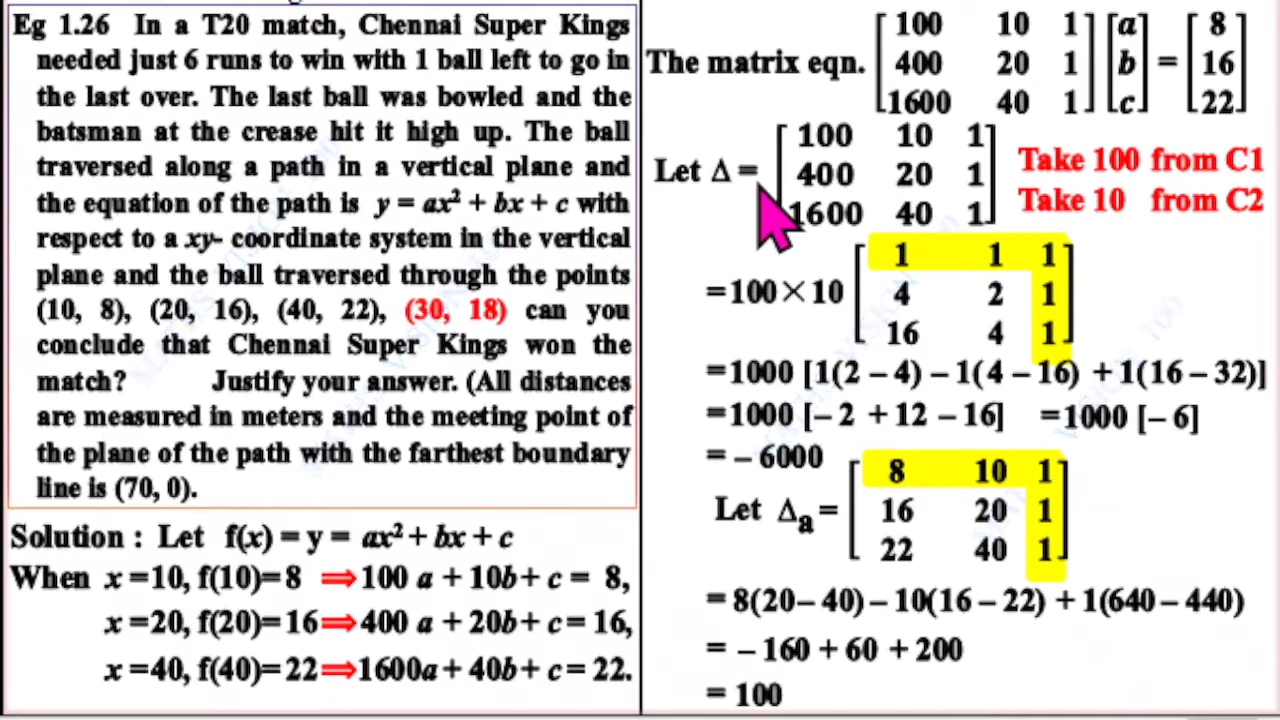 Eg 1.26 In a T20 match, Chennai Super Kings
needed just 6 runs to win with 1 ball left to go in
the last over. The last ball was bowled and the
batsman at the crease hit it high up. The ball
traversed along a path in a vertical plane and
the equation of the path is y = ax² + bx + c with
respect to a xy- coordinate system in the vertical
plane and the ball traversed through the points
(10, 8), (20, 16), (40, 22), (30, 18) can you
conclude that Chennai Super Kings won the
match? Justify your answer. (All distances
are measured in meters and the meeting point of
the plane of the path with the farthest boundary
line is (70, 0).
Solution : Let f(x) = y = ax² + bx + c
When x =10, f(10)= 8 ⟹ 100 a + 10b + c = 8,
x =20, f(20)= 16 ⟹ 400 a + 20b + c = 16,
x =40, f(40)= 22 ⟹ 1600a + 40b + c = 22.
100 10 1 a 8
The matrix eqn. 400 20 1 b = 16
1600 40 1 c 22
100 10 1
Let Δ = 400 20 1
1600 40 1
Take 100 from C1
Take 10 from C2
1 1 1
=100×10 4 2 1
16 4 1
=1000 [1(2 – 4) – 1(4 – 16) + 1(16 – 32)]
=1000 [– 2 + 12 – 16] =1000 [– 6]
= – 6000
8 10 1
Let Δa = 16 20 1
22 40 1
= 8(20– 40) – 10(16 – 22) + 1(640 – 440)
= – 160 + 60 + 200
= 100